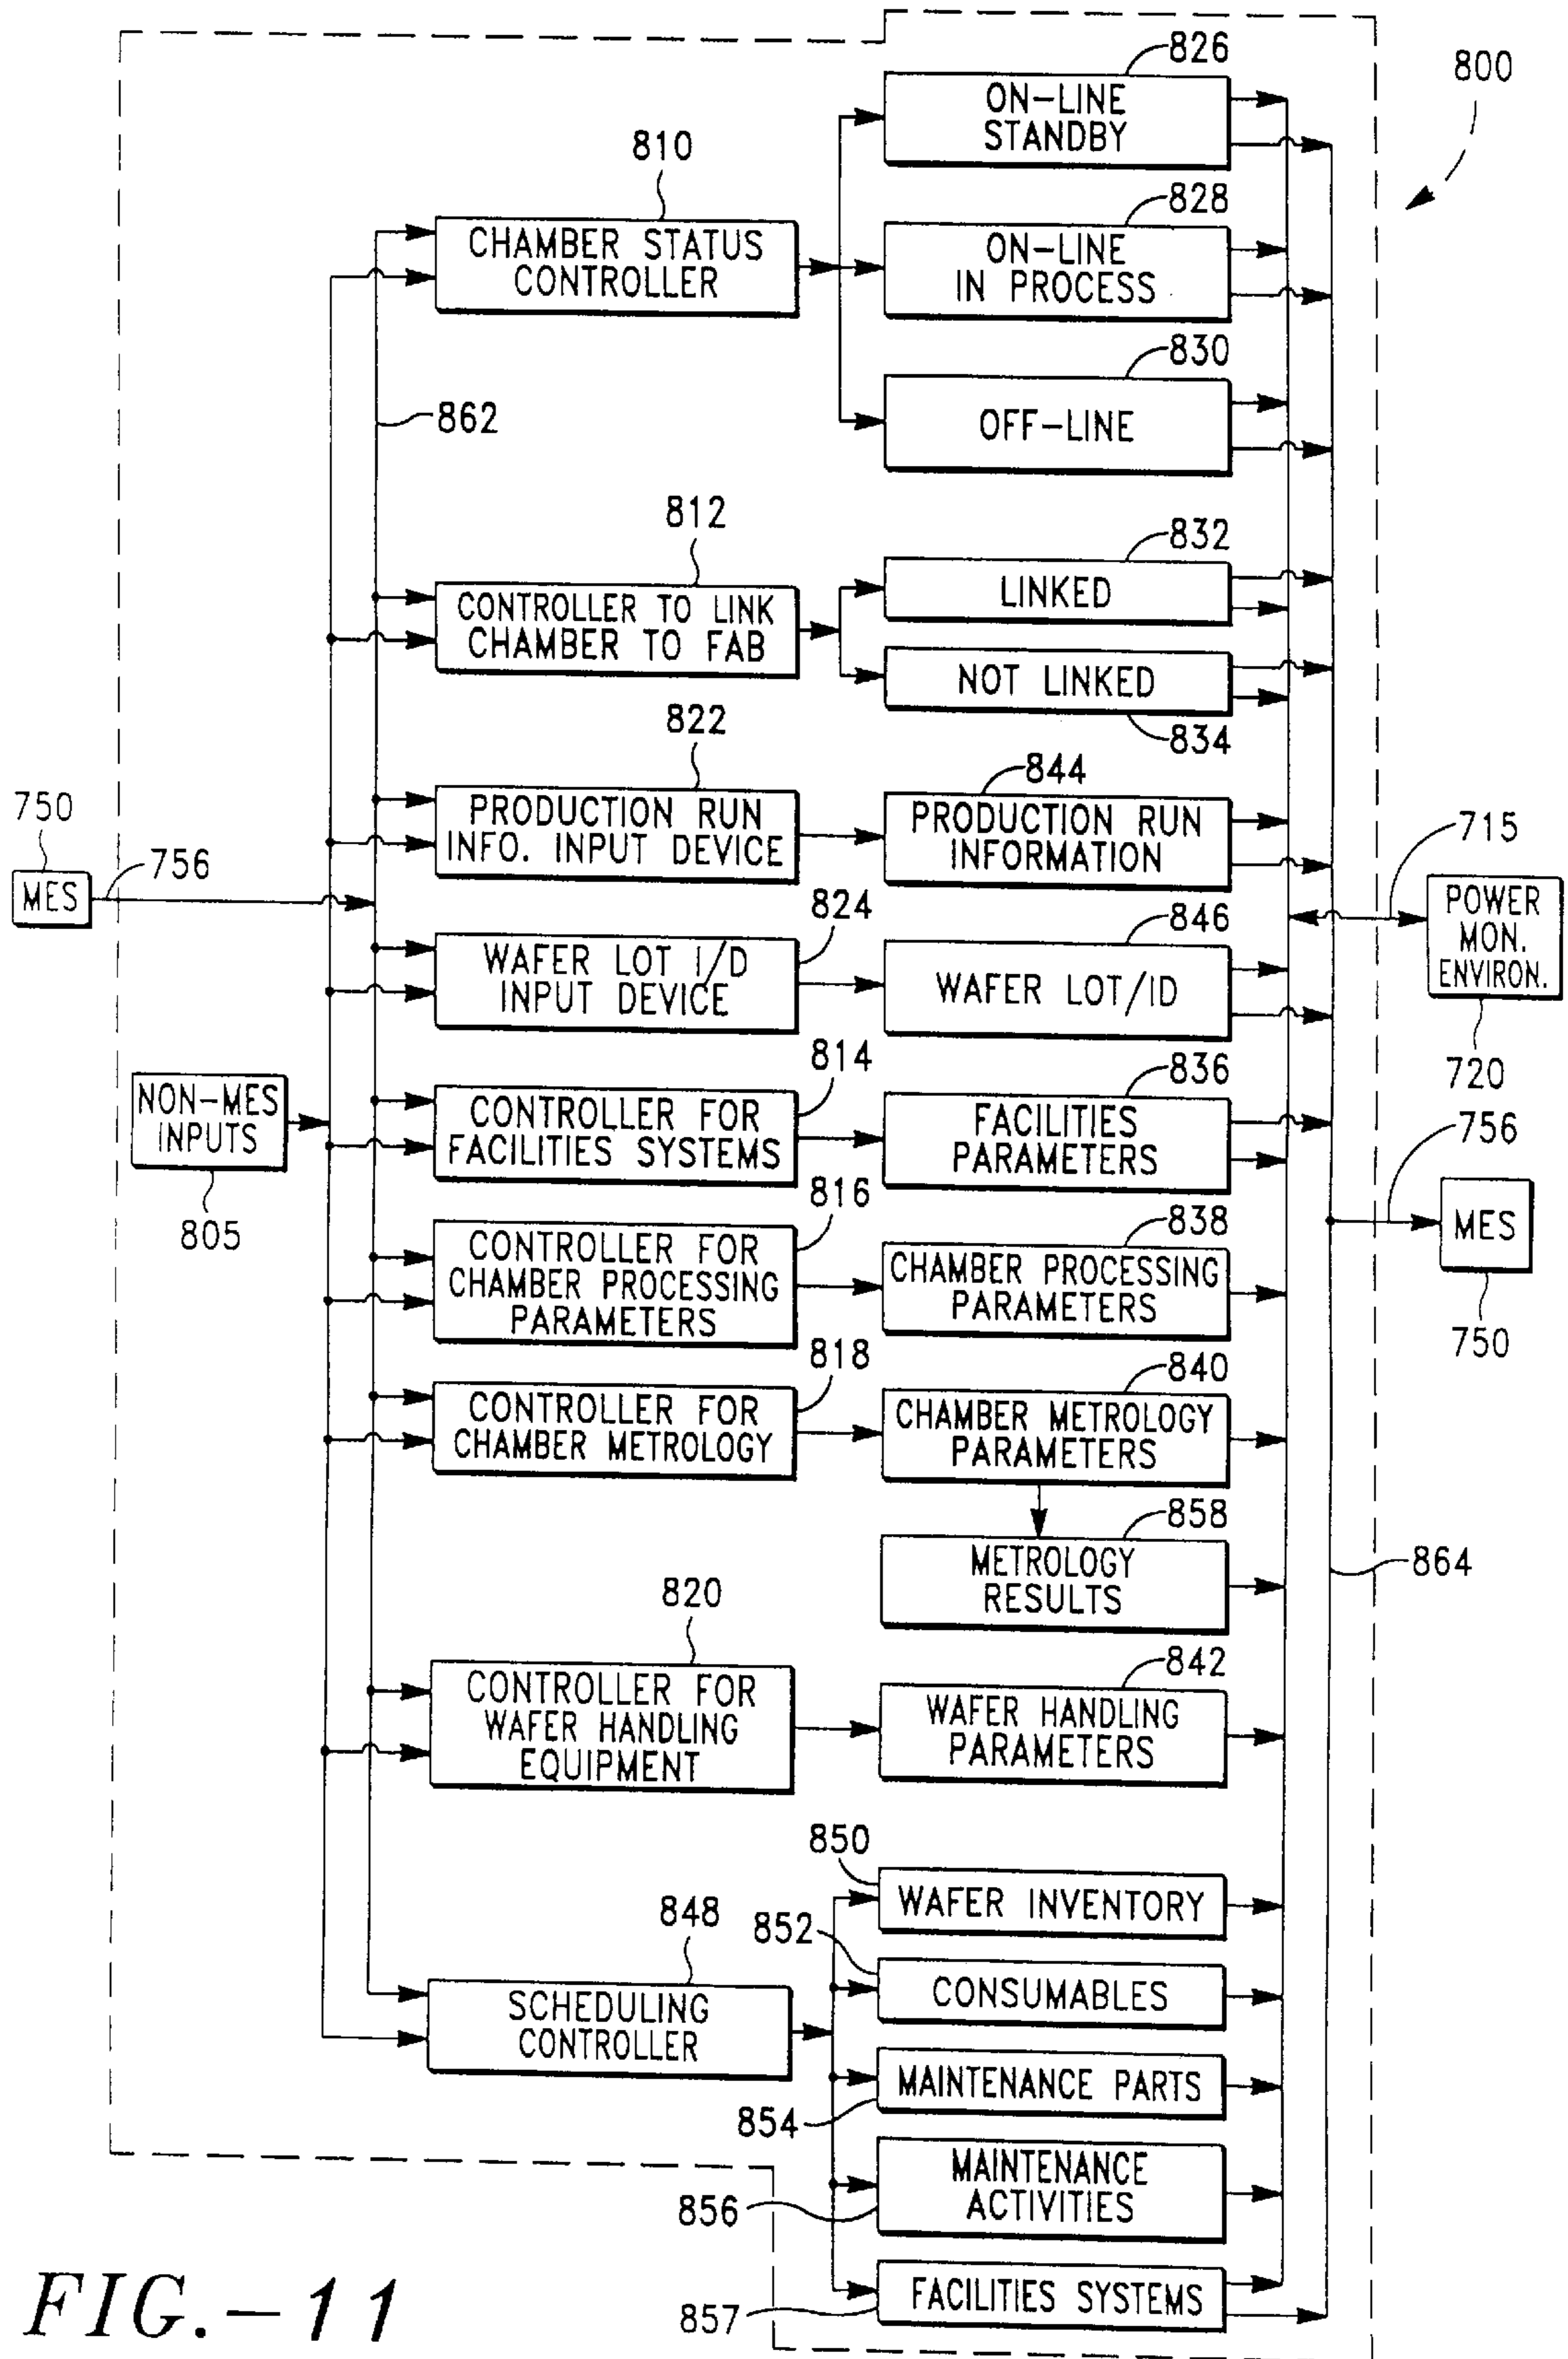 826
800
ON-LINE
STANDBY
810
828
CHAMBER STATUS
CONTROLLER
ON-LINE
IN PROCESS
830
862
OFF-LINE
812
832
CONTROLLER TO LINK
CHAMBER TO FAB
LINKED
NOT LINKED
822
834
844
750
PRODUCTION RUN
INFO. INPUT DEVICE
PRODUCTION RUN
INFORMATION
715
756
MES
824
846
POWER
MON.
ENVIRON.
WAFER LOT I/D
INPUT DEVICE
WAFER LOT/ID
814
836
720
NON-MES
INPUTS
CONTROLLER FOR
FACILITIES SYSTEMS
FACILITIES
PARAMETERS
756
816
805
838
MES
CONTROLLER FOR
CHAMBER PROCESSING
PARAMETERS
CHAMBER PROCESSING
PARAMETERS
750
818
840
CONTROLLER FOR
CHAMBER METROLOGY
CHAMBER METROLOGY
PARAMETERS
858
METROLOGY
RESULTS
864
820
842
CONTROLLER FOR
WAFER HANDLING
EQUIPMENT
WAFER HANDLING
PARAMETERS
850
WAFER INVENTORY
848
852
SCHEDULING
CONTROLLER
CONSUMABLES
MAINTENANCE PARTS
854
MAINTENANCE
ACTIVITIES
856
FACILITIES SYSTEMS
857
FIG.-11